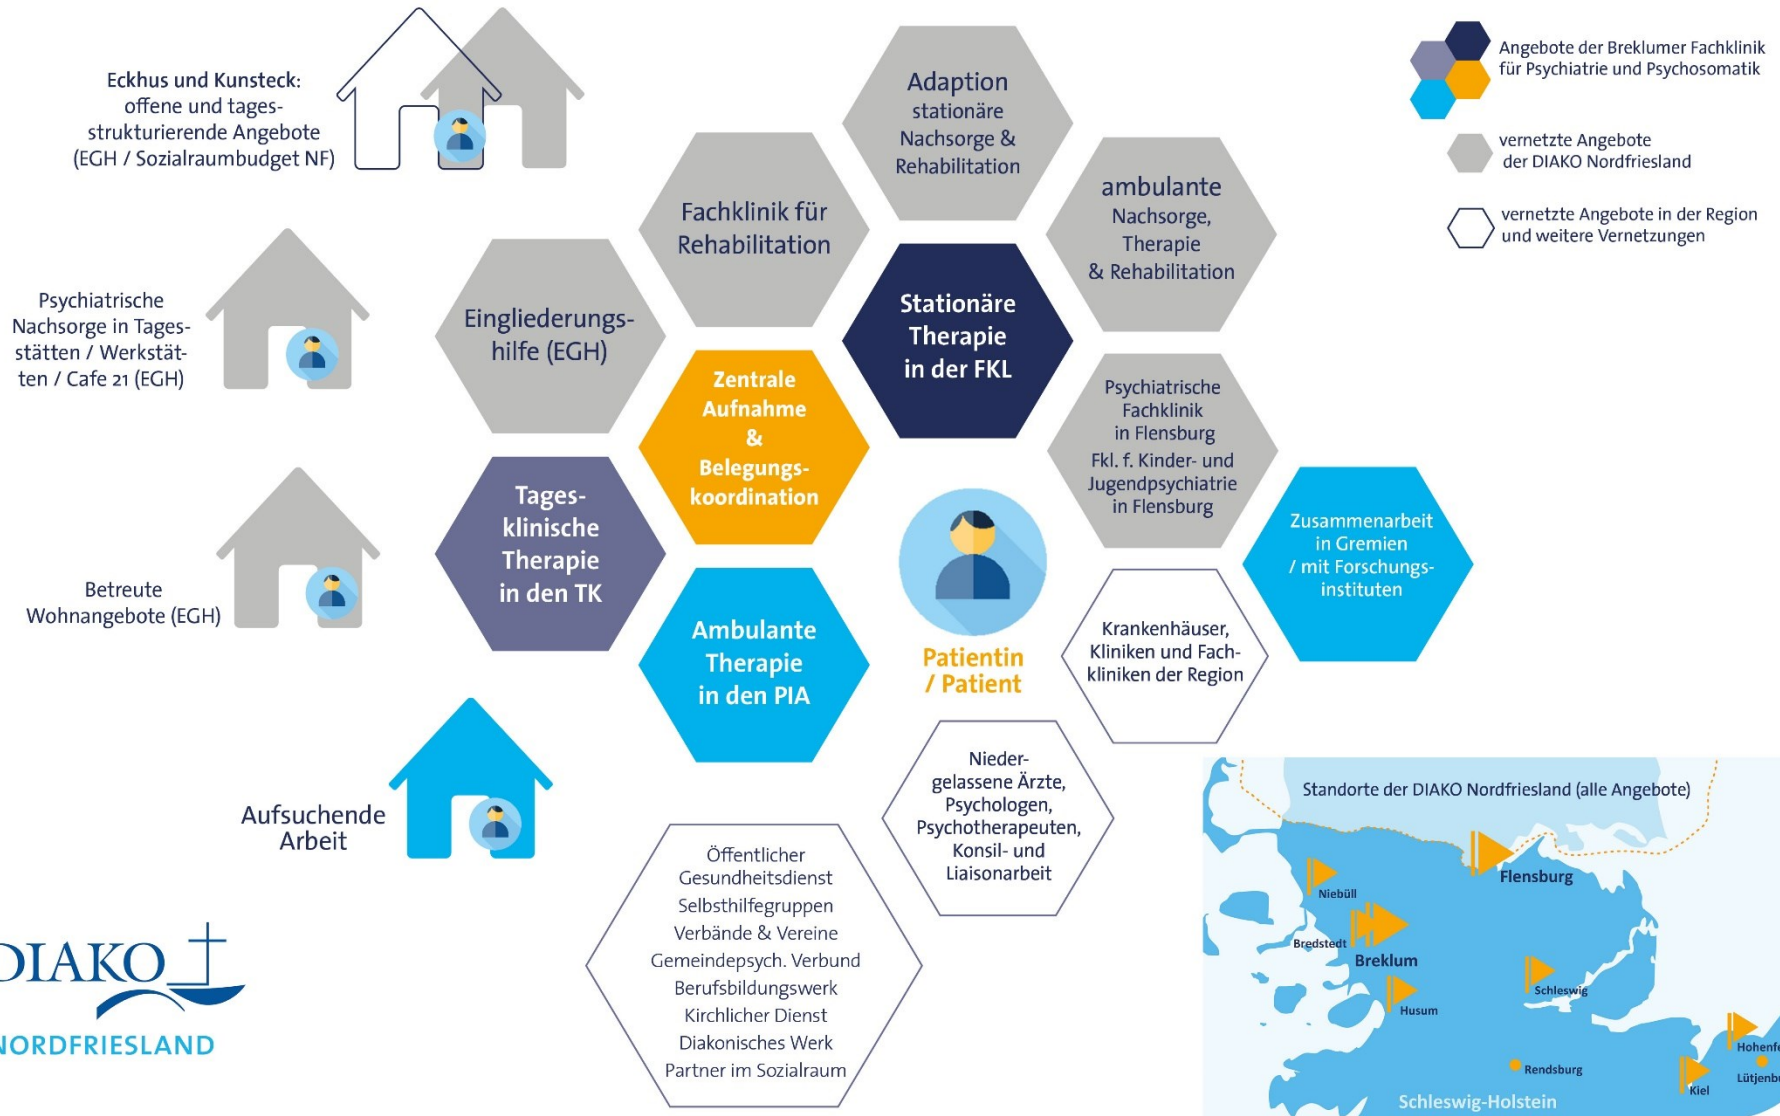 Eckhus und Kunsteck:
offene und tages-
strukturierende Angebote
(EGH / Sozialraumbudget NF)
Psychiatrische
Nachsorge in Tages-
stätten / Werkstät-
ten / Cafe 21 (EGH)
Betreute
Wohnangebote (EGH)
Aufsuchende
Arbeit
Adaption
stationäre
Nachsorge &
Rehabilitation
Fachklinik für
Rehabilitation
ambulante
Nachsorge,
Therapie
& Rehabilitation
Eingliederungs-
hilfe (EGH)
Stationäre
Therapie
in der FKL
Zentrale
Aufnahme
&
Belegungs-
koordination
Psychiatrische
Fachklinik
in Flensburg
Fkl. f. Kinder- und
Jugendpsychiatrie
in Flensburg
Tages-
klinische
Therapie
in den TK
Zusammenarbeit
in Gremien
/ mit Forschungs-
instituten
Ambulante
Therapie
in den PIA
Patientin
/ Patient
Krankenhäuser,
Kliniken und Fach-
kliniken der Region
Nieder-
gelassene Ärzte,
Psychologen,
Psychotherapeuten,
Konsil- und
Liaisonarbeit
Öffentlicher
Gesundheitsdienst
Selbsthilfegruppen
Verbände & Vereine
Gemeindepsych. Verbund
Berufsbildungswerk
Kirchlicher Dienst
Diakonisches Werk
Partner im Sozialraum
Angebote der Breklumer Fachklinik
für Psychiatrie und Psychosomatik
vernetzte Angebote
der DIAKO Nordfriesland
vernetzte Angebote in der Region
und weitere Vernetzungen
Standorte der DIAKO Nordfriesland (alle Angebote)
Flensburg
Niebüll
Bredstedt
Breklum
Schleswig
Husum
Hohenfe
Rendsburg
Lütjenbu
Kiel
Schleswig-Holstein
DIAKO
NORDFRIESLAND